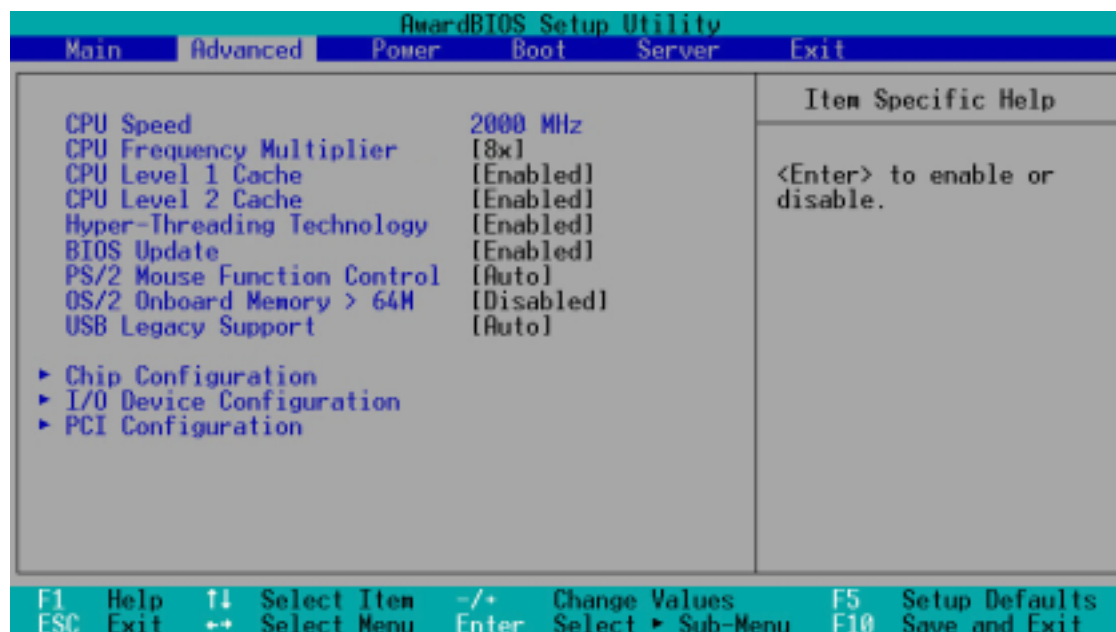 AwardBIOS Setup Utility
Main Advanced Power Boot Server Exit
Item Specific Help
CPU Speed 2000 MHz
CPU Frequency Multiplier [8x]
CPU Level 1 Cache [Enabled]
<Enter> to enable or
CPU Level 2 Cache [Enabled]
disable.
Hyper-Threading Technology [Enabled]
BIOS Update [Enabled]
PS/2 Mouse Function Control [Auto]
OS/2 Onboard Memory > 64M [Disabled]
USB Legacy Support [Auto]
▸ Chip Configuration
▸ I/O Device Configuration
▸ PCI Configuration
F1 Help ↑↓ Select Item -/+ Change Values F5 Setup Defaults
ESC Exit ←→ Select Menu Enter Select ▸ Sub-Menu F10 Save and Exit